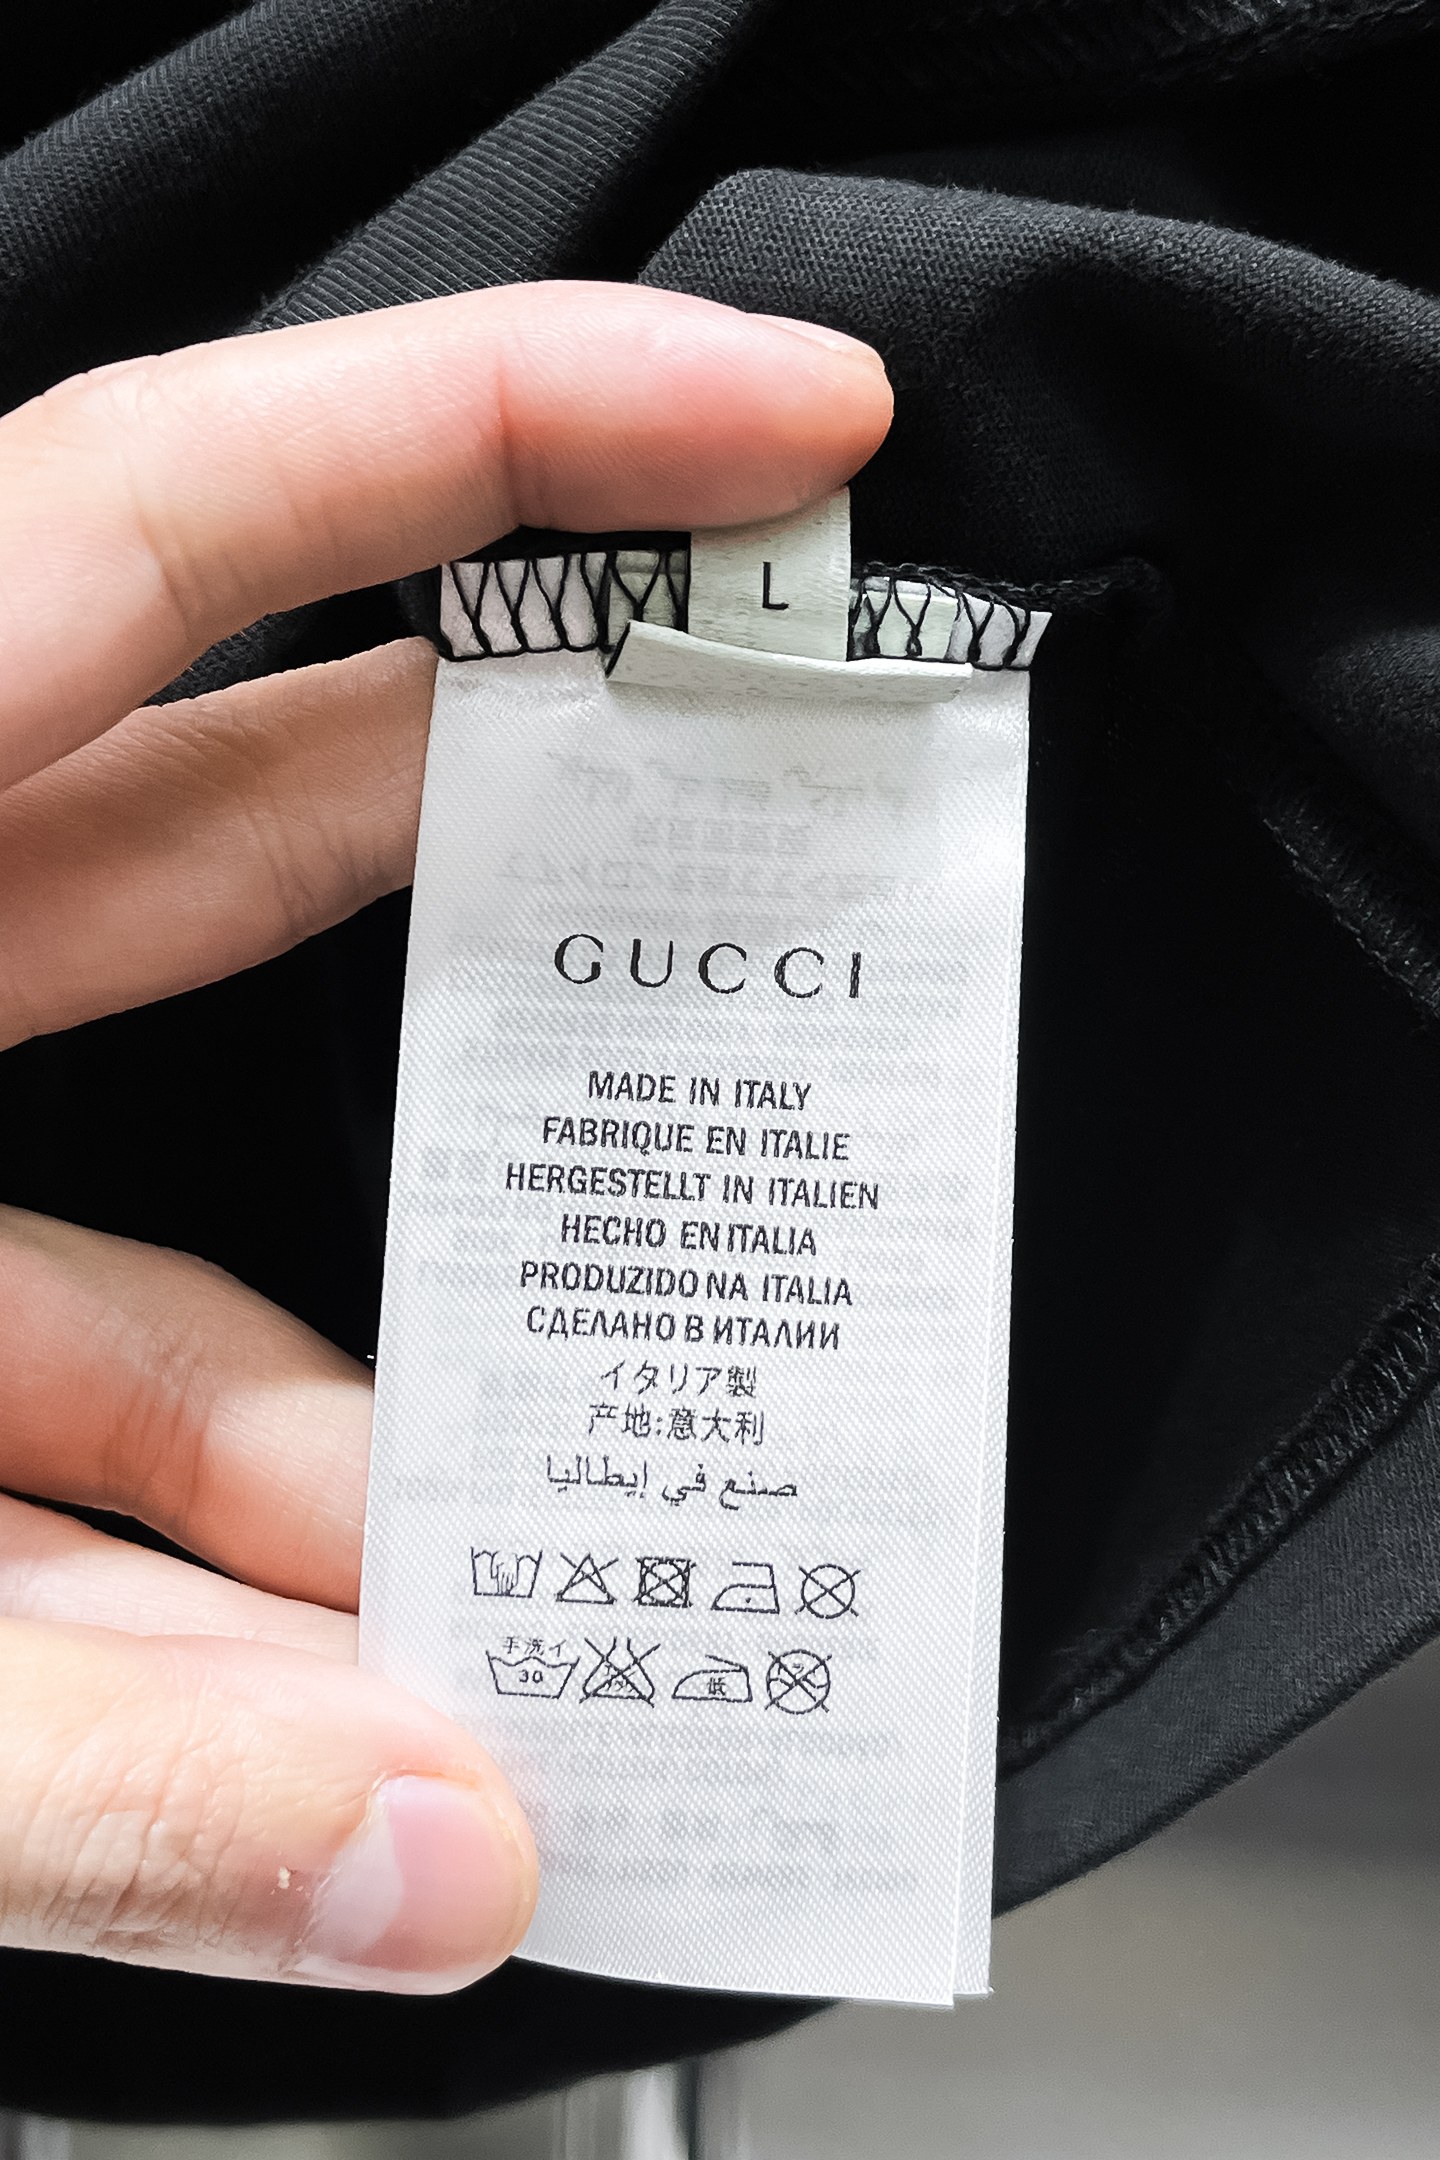 L
GUCCI
MADE IN ITALY
FABRIQUE EN ITALIE
HERGESTELLT IN ITALIEN
HECHO EN ITALIA
PRODUZIDO NA ITALIA
СДЕЛАНО В ИТАЛИИ
イタリア製
产地:意大利
صنع في إيطاليا
手洗イ
30
低